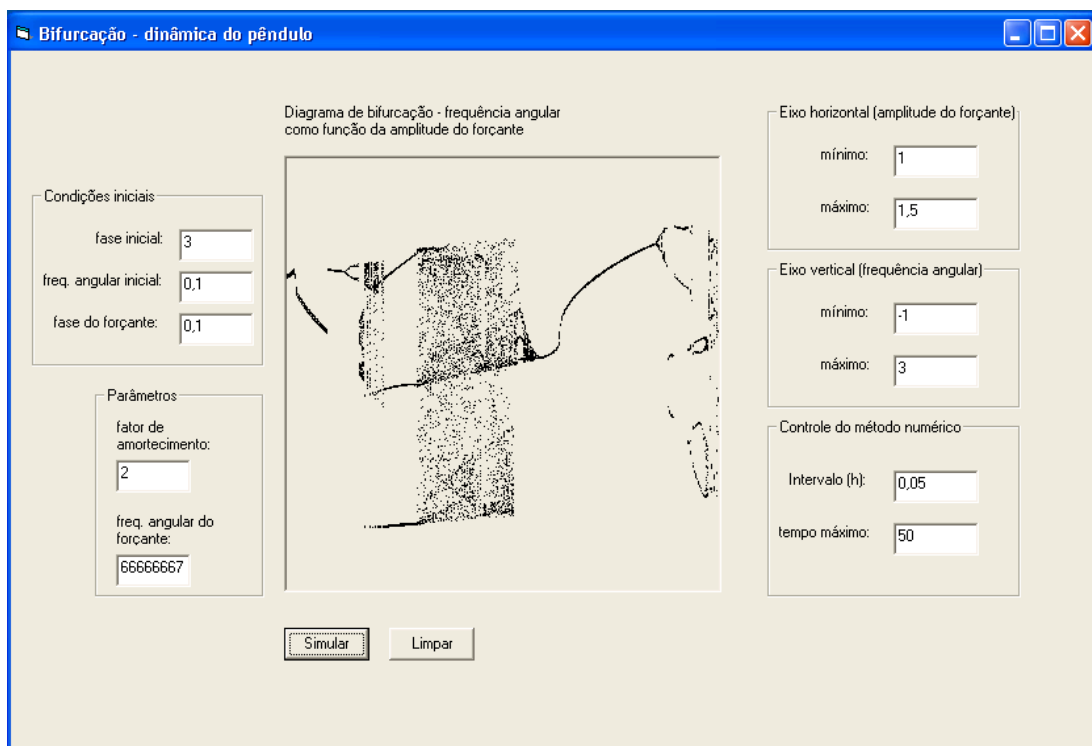 Bifurcação - dinâmica do pêndulo
Diagrama de bifurcação - frequência angular
como função da amplitude do forçante
Condições iniciais
fase inicial: 3
freq. angular inicial: 0,1
fase do forçante: 0,1
Parâmetros
fator de
amortecimento:
2
freq. angular do
forçante:
66666667
Eixo horizontal (amplitude do forçante)
mínimo: 1
máximo: 1,5
Eixo vertical (frequência angular)
mínimo: -1
máximo: 3
Controle do método numérico
Intervalo (h): 0,05
tempo máximo: 50
Simular
Limpar